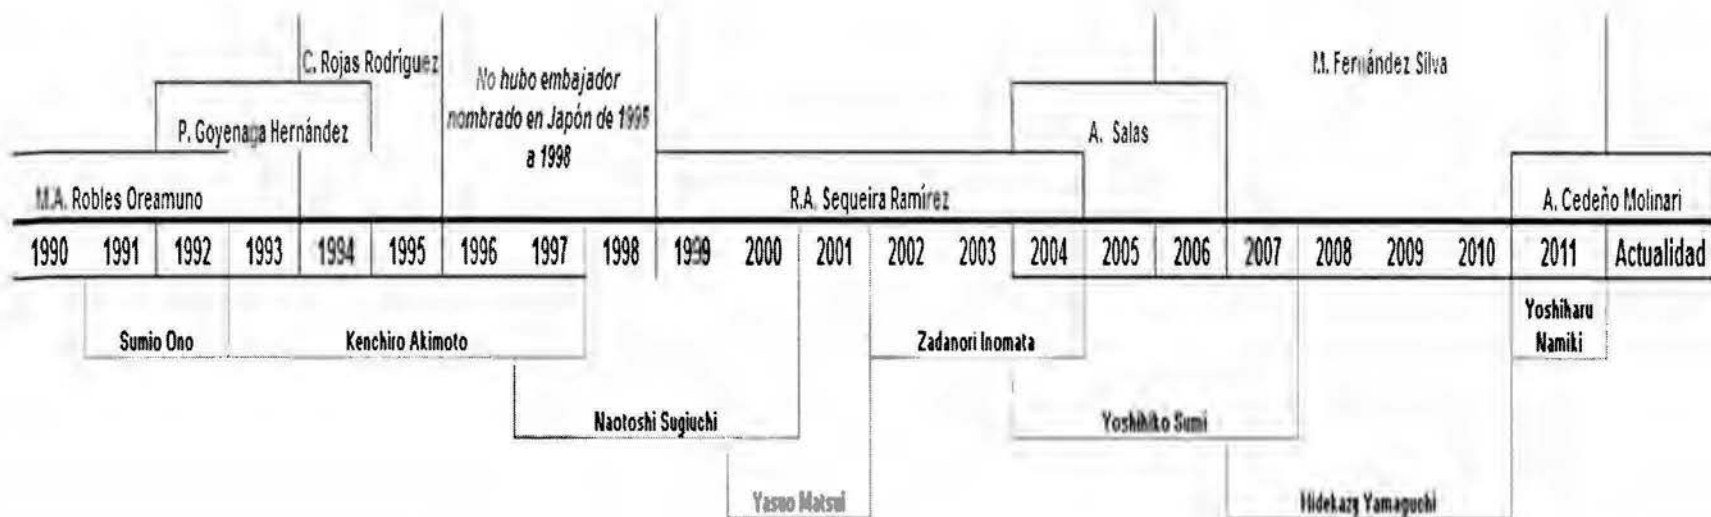 C. Rojas Rodríguez
No hubo embajador
nombrado en Japón de 1995
a 1998
M. Fernández Silva
P. Goyenaga Hernández
A. Salas
M.A. Robles Oreamuno
R.A. Sequeira Ramírez
A. Cedeño Molinari
1990 1991 1992 1993 1994 1995 1996 1997 1998 1999 2000 2001 2002 2003 2004 2005 2006 2007 2008 2009 2010 2011 Actualidad
Sumio Ono
Kenchiro Akimoto
Zadanori Inomata
Yoshiharu
Namiki
Naotoshi Sugiuchi
Yoshihiko Sumi
Yasuo Matsui
Hidekazg Yamaguchi